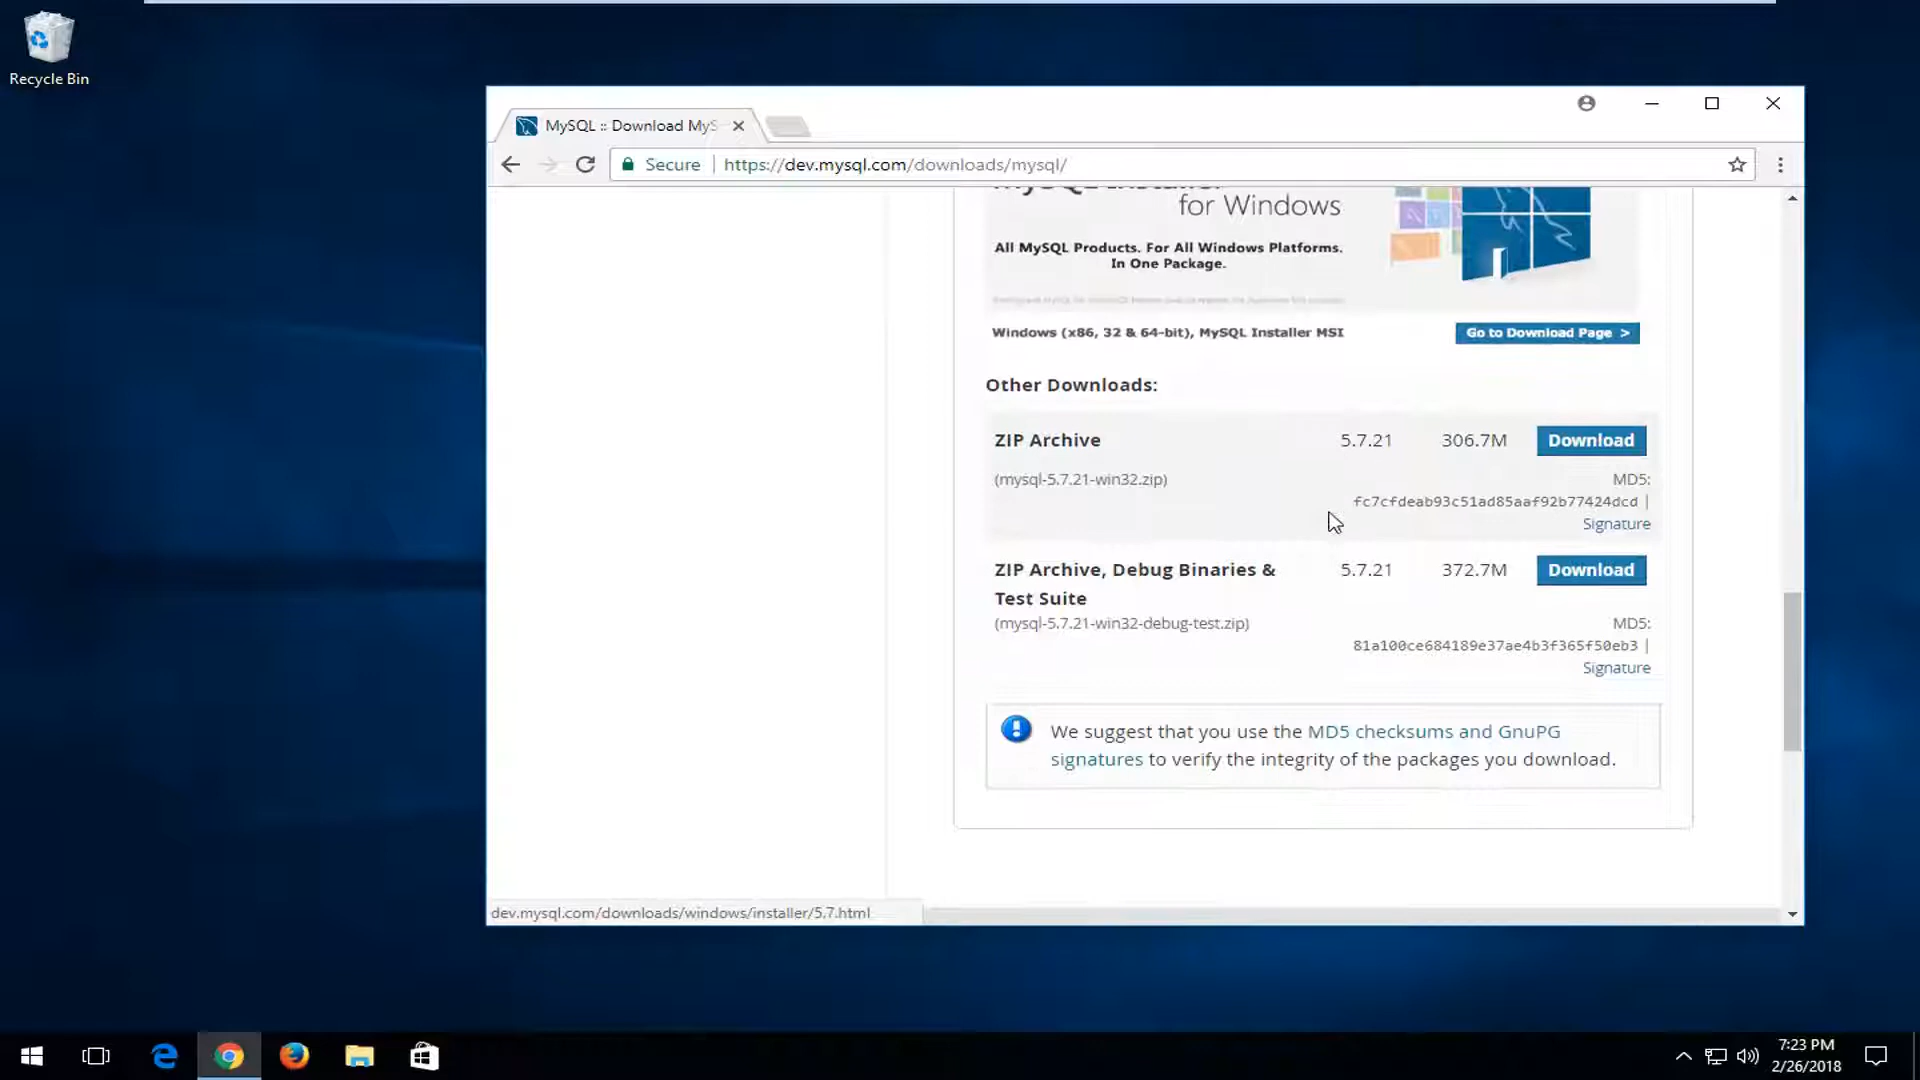 Recycle Bin
MySQL :: Download MyS
Secure
https://dev.mysql.com/downloads/mysql/
MySQL Installer
for Windows
All MySQL Products. For All Windows Platforms.
In One Package.
Windows (x86, 32 & 64-bit), MySQL Installer MSI
Go to Download Page >
Other Downloads:
ZIP Archive
5.7.21
306.7M
Download
(mysql-5.7.21-win32.zip)
MD5:
fc7cfdeab93c51ad85aaf92b77424dcd |
Signature
ZIP Archive, Debug Binaries &
Test Suite
5.7.21
372.7M
Download
(mysql-5.7.21-win32-debug-test.zip)
MD5:
81a100ce684189e37ae4b3f365f50eb3 |
Signature
We suggest that you use the MD5 checksums and GnuPG
signatures to verify the integrity of the packages you download.
dev.mysql.com/downloads/windows/installer/5.7.html
7:23 PM
2/26/2018